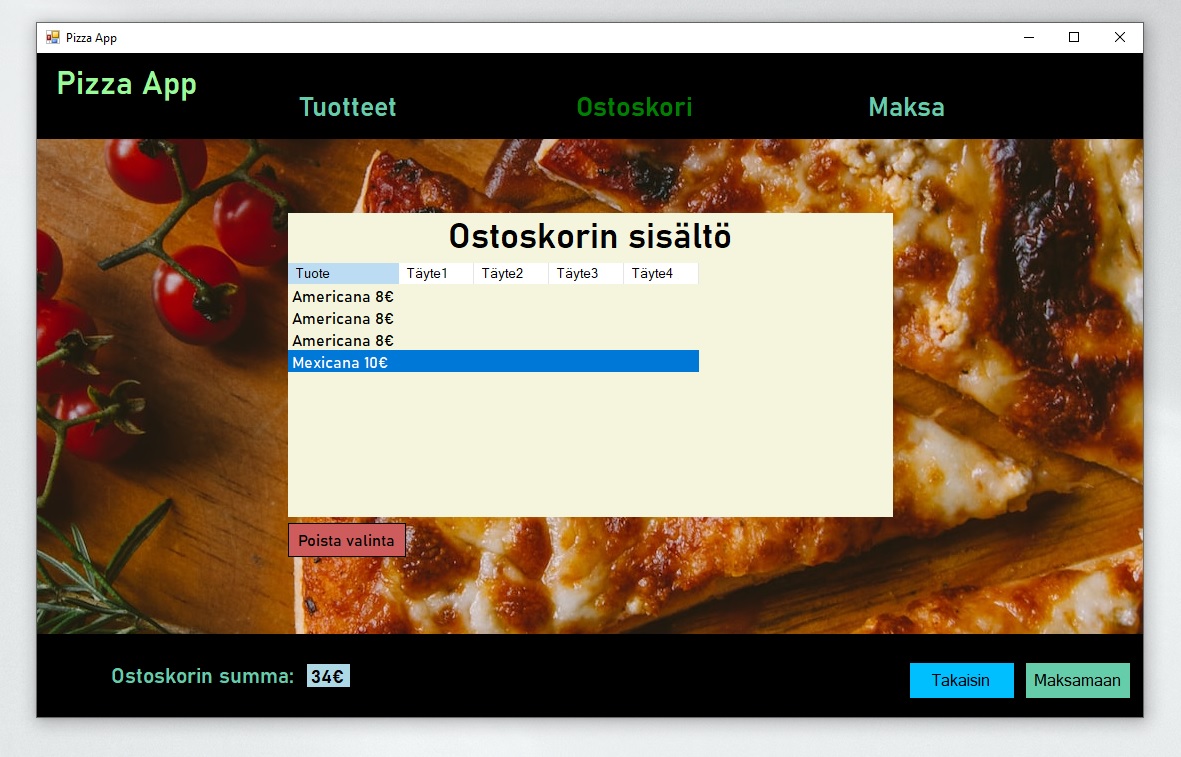 Pizza App
Pizza App
Tuotteet Ostoskori Maksa
Ostoskorin sisältö
Tuote Täyte1 Täyte2 Täyte3 Täyte4
Americana 8€
Americana 8€
Americana 8€
Mexicana 10€
Poista valinta
Ostoskorin summa: 34€
Takaisin Maksamaan